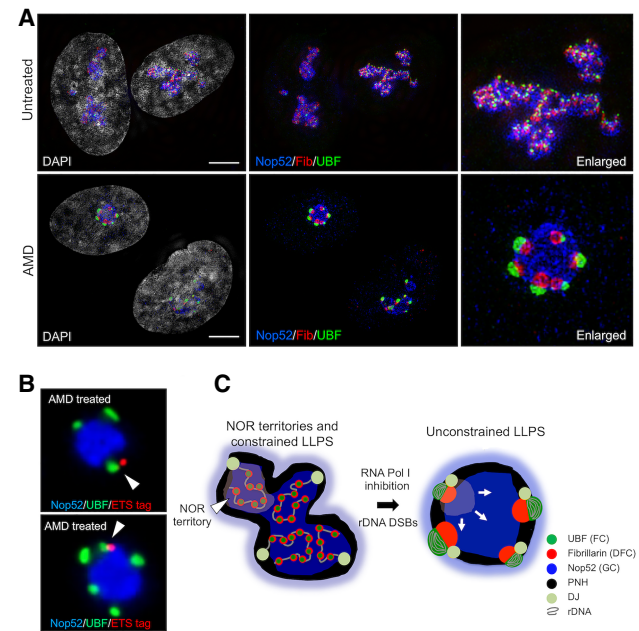 A
Untreated
DAPI
Nop52/Fib/UBF
Enlarged
AMD
DAPI
Nop52/Fib/UBF
Enlarged
B
AMD treated
Nop52/UBF/ETS tag
AMD treated
Nop52/UBF/ETS tag
C
NOR territories and
constrained LLPS
NOR
territory
RNA Pol I
inhibition
rDNA DSBs
Unconstrained LLPS
UBF (FC)
Fibrillarin (DFC)
Nop52 (GC)
PNH
DJ
rDNA